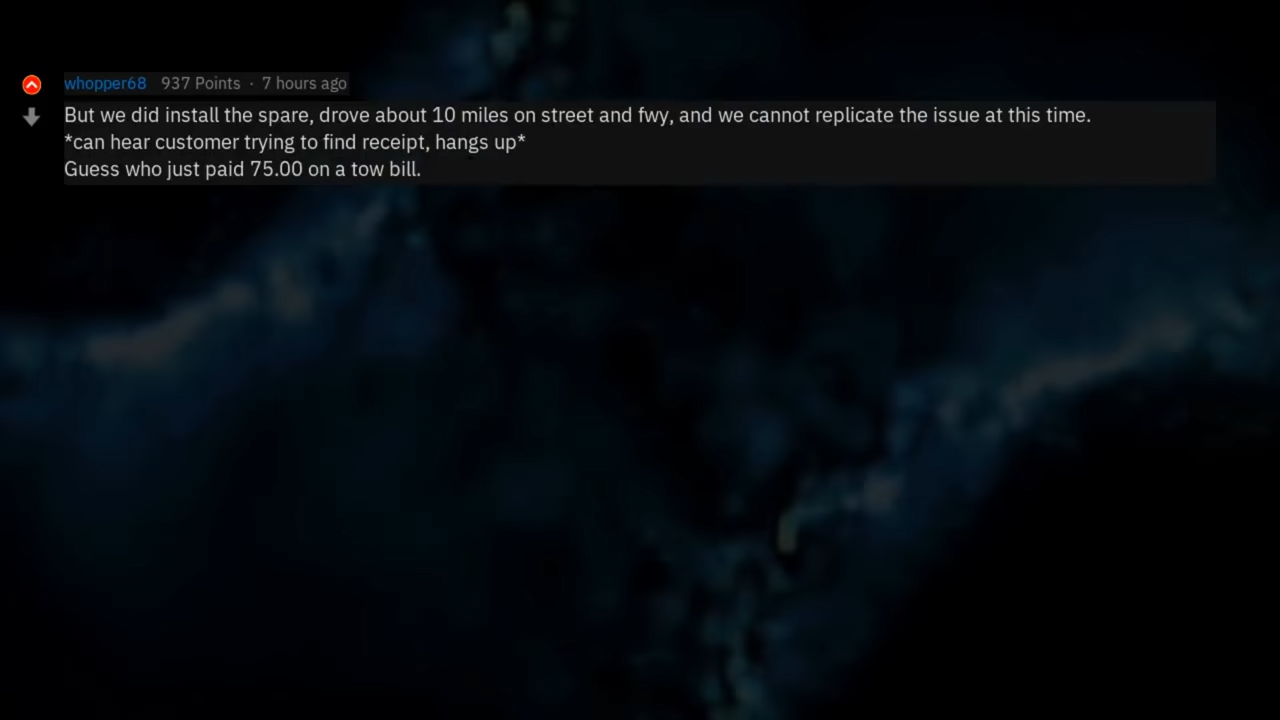 whopper68 937 Points · 7 hours ago
But we did install the spare, drove about 10 miles on street and fwy, and we cannot replicate the issue at this time.
*can hear customer trying to find receipt, hangs up*
Guess who just paid 75.00 on a tow bill.